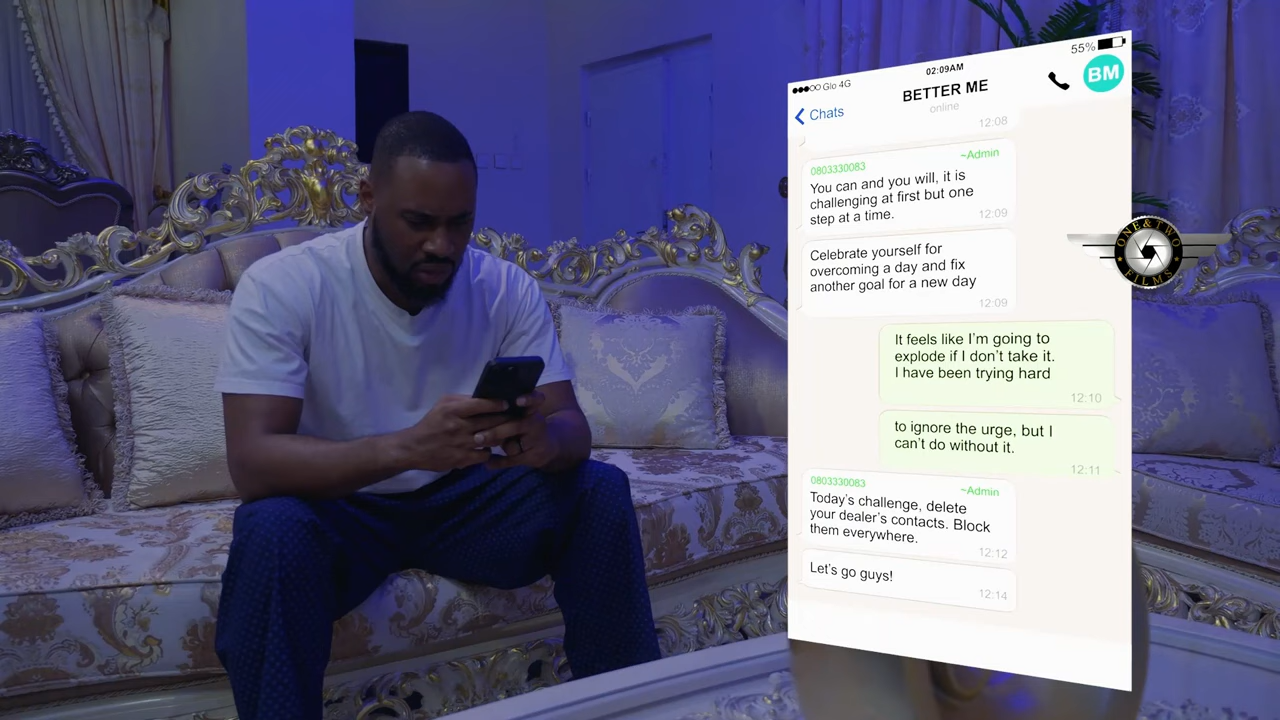 55%
●●●○○ Glo 4G
02:09AM
Chats
BETTER ME
online
BM
12:08
0803330083
~Admin
You can and you will, it is
challenging at first but one
step at a time.
12:09
Celebrate yourself for
overcoming a day and fix
another goal for a new day
12:09
It feels like I'm going to
explode if I don't take it.
I have been trying hard
12:10
to ignore the urge, but I
can't do without it.
12:11
0803330083
~Admin
Today's challenge, delete
your dealer's contacts. Block
them everywhere.
12:12
Let's go guys!
12:14
ONE&TWO
FILMS